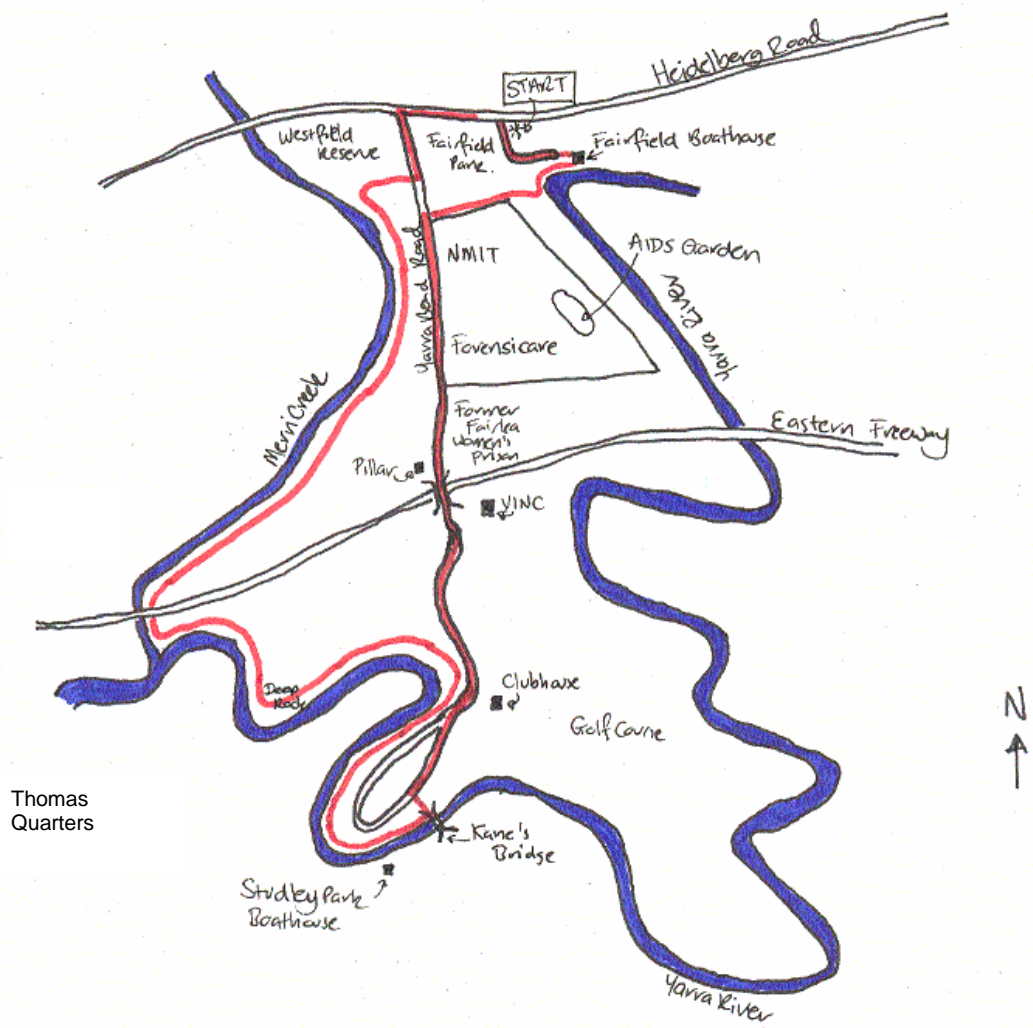 Heidelberg Road
START
Westfield
Reserve
Fairfield
Park.
Fairfield Boathouse
NMIT
AIDS Garden
Yarra Bend Road
Yarra River
Forensicare
Merri Creek
Former
Fairlea
Women's
Prison
Eastern Freeway
Pillar
VINC
Clubhouse
Deep
Rock
Golf Course
N
Thomas
Quarters
Kane's
Bridge
Studley Park
Boathouse
Yarra River